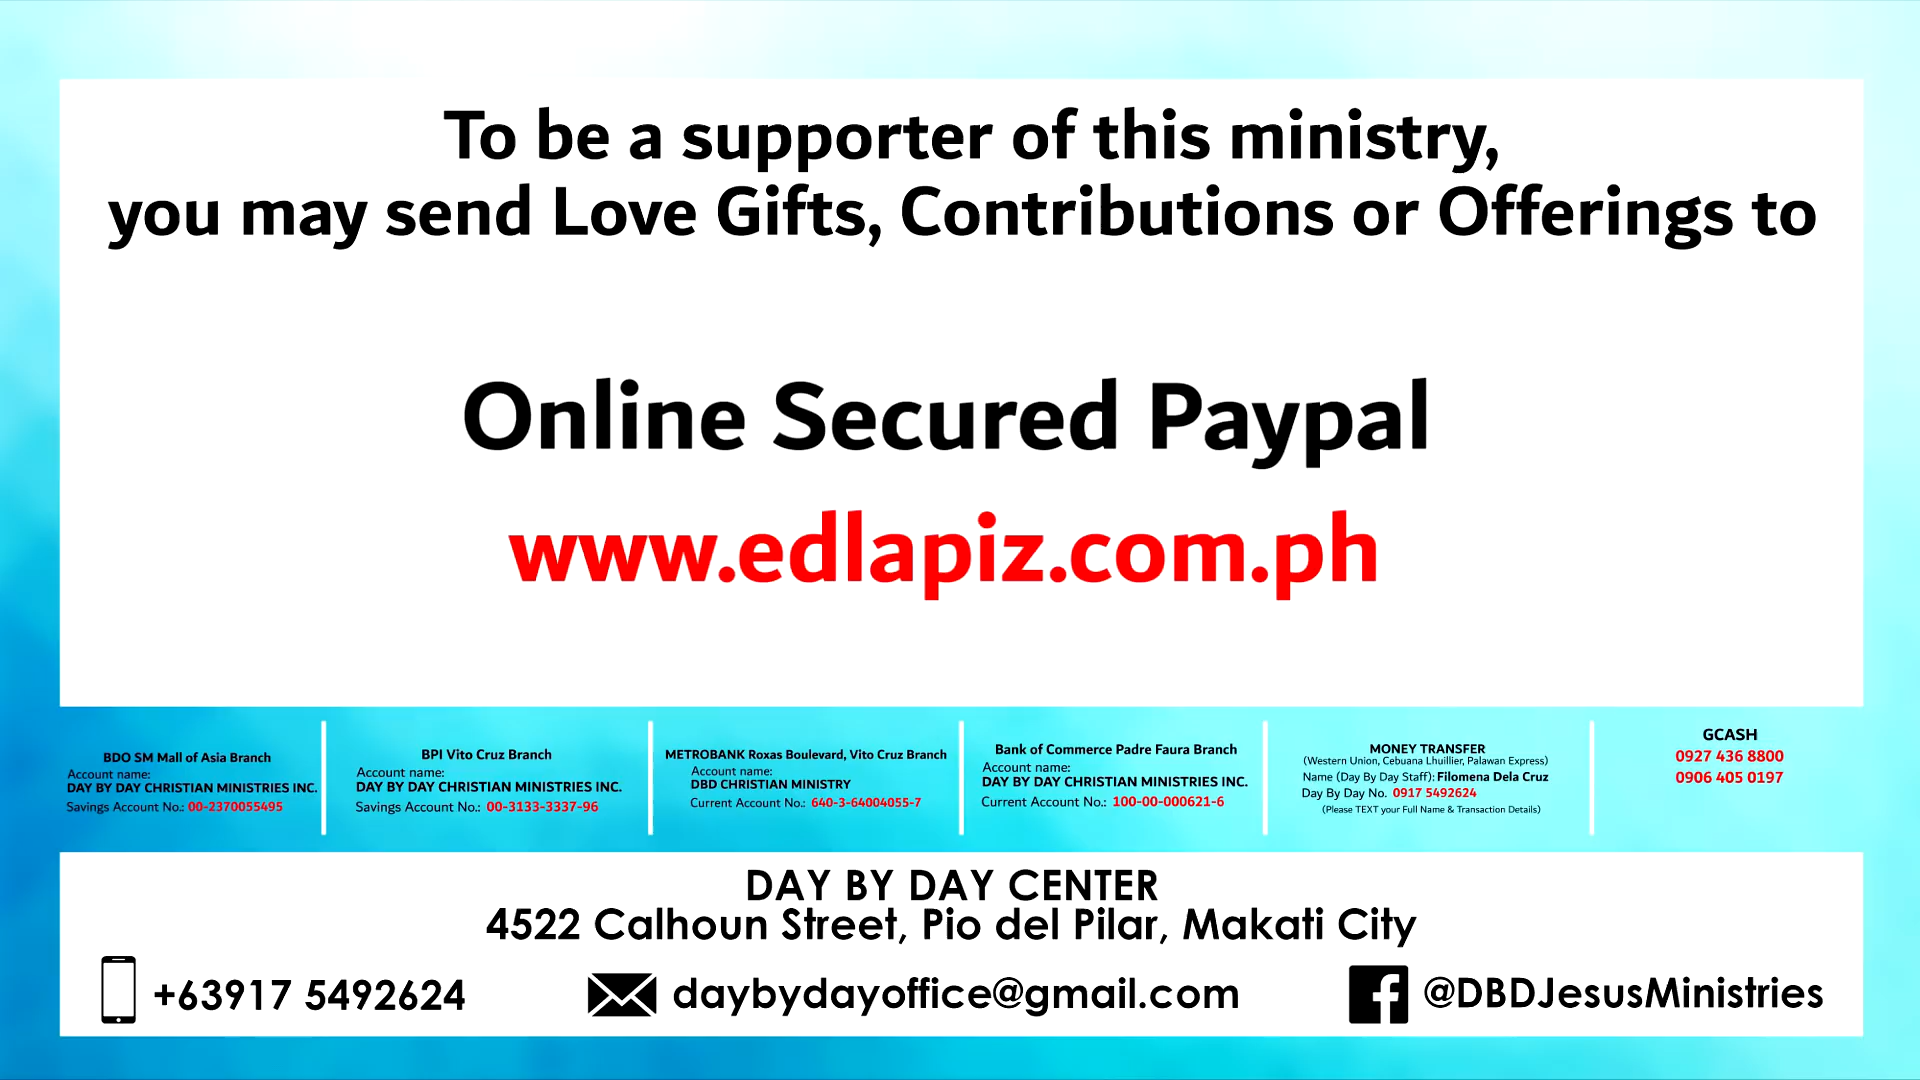 To be a supporter of this ministry,
you may send Love Gifts, Contributions or Offerings to
Online Secured Paypal
www.edlapiz.com.ph
BDO SM Mall of Asia Branch
Account name:
DAY BY DAY CHRISTIAN MINISTRIES INC.
Savings Account No.: 00-2370055495
BPI Vito Cruz Branch
Account name:
DAY BY DAY CHRISTIAN MINISTRIES INC.
Savings Account No.: 00-3133-3337-96
METROBANK Roxas Boulevard, Vito Cruz Branch
Account name:
DBD CHRISTIAN MINISTRY
Current Account No.: 640-3-64004055-7
Bank of Commerce Padre Faura Branch
Account name:
DAY BY DAY CHRISTIAN MINISTRIES INC.
Current Account No.: 100-00-000621-6
MONEY TRANSFER
(Western Union, Cebuana Lhuillier, Palawan Express)
Name (Day By Day Staff): Filomena Dela Cruz
Day By Day No. 0917 5492624
(Please TEXT your Full Name & Transaction Details)
GCASH
0927 436 8800
0906 405 0197
DAY BY DAY CENTER
4522 Calhoun Street, Pio del Pilar, Makati City
+63917 5492624
daybydayoffice@gmail.com
@DBDJesusMinistries